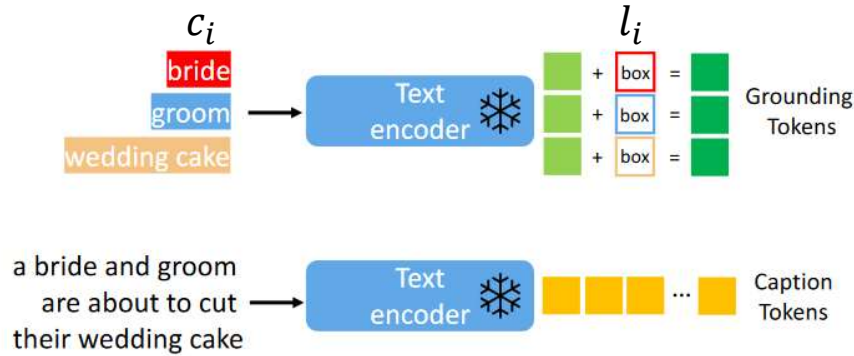 c_i l_i
bride
groom
wedding cake
Text
encoder
+ box =
+ box =
+ box =
Grounding
Tokens
a bride and groom
are about to cut
their wedding cake
Text
encoder
...
Caption
Tokens